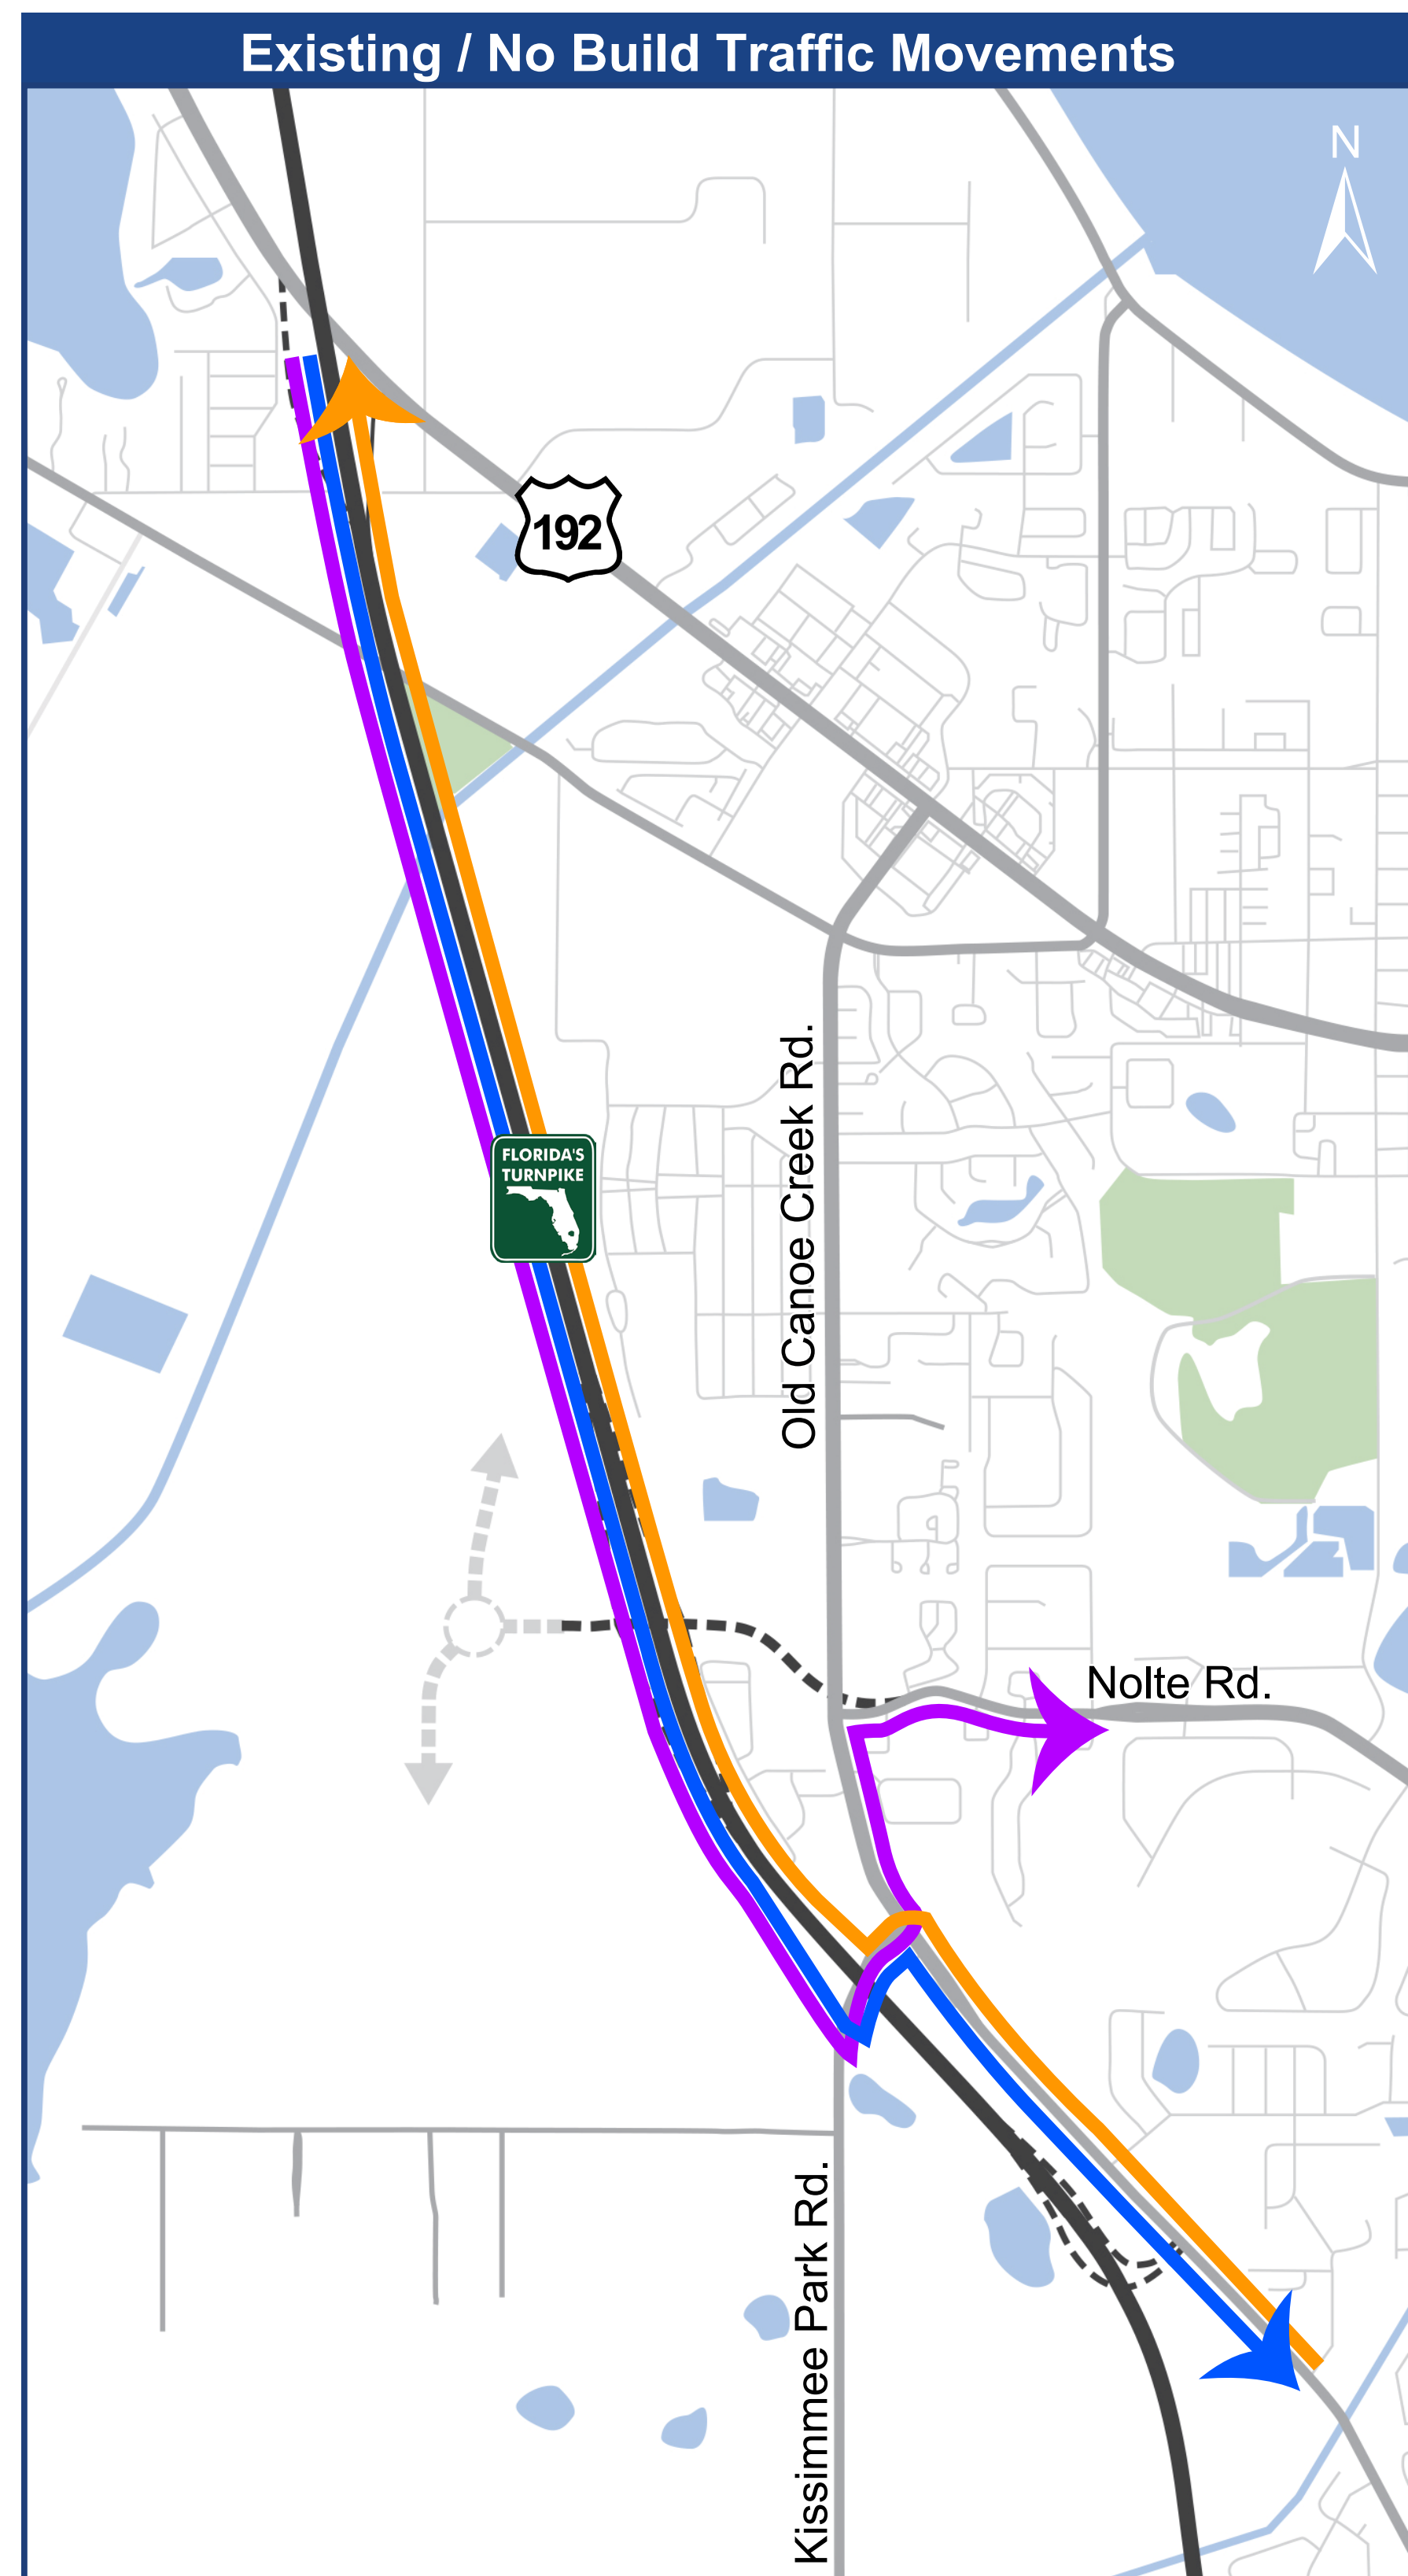 Existing / No Build Traffic Movements
N
192
FLORIDA'S
TURNPIKE
Old Canoe Creek Rd.
Nolte Rd.
Kissimmee Park Rd.